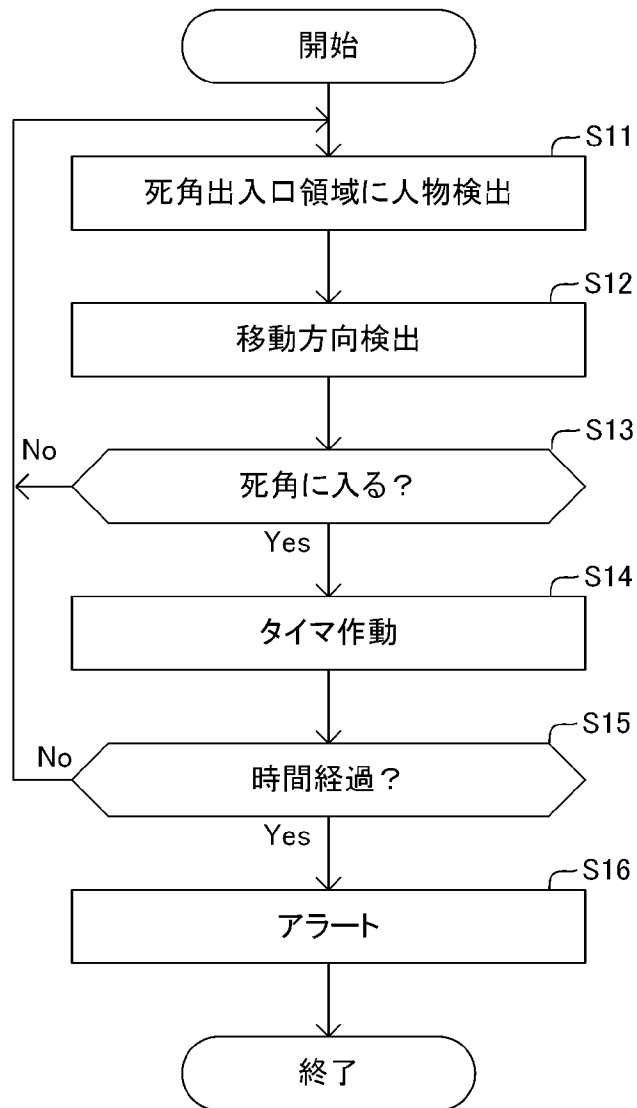 開始
S11
死角出入口領域に人物検出
S12
移動方向検出
S13
No
死角に入る？
Yes
S14
タイマ作動
S15
No
時間経過？
Yes
S16
アラート
終了